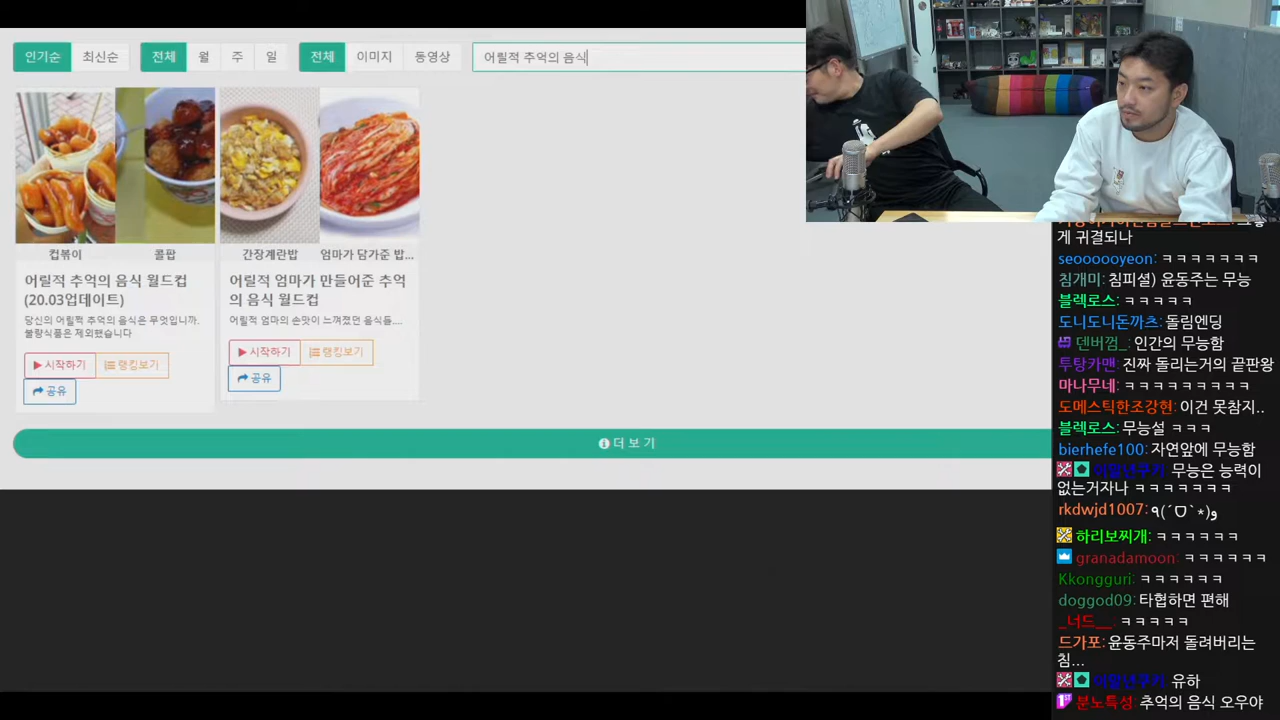 인기순 최신순 전체 월 주 일 전체 이미지 동영상 어릴적 추억의 음식
컵볶이 콜팝 간장계란밥 엄마가 담가준 밥...
어릴적 추억의 음식 월드컵
(20.03업데이트)
당신의 어릴적 추억의 음식은 무엇입니까.
불량식품은 제외했습니다
▶ 시작하기 랭킹보기
공유
어릴적 엄마가 만들어준 추억
의 음식 월드컵
어릴적 엄마의 손맛이 느껴졌던 음식들....
▶ 시작하기 랭킹보기
공유
더 보 기
게 귀결되나
seoooooyeon: ㅋㅋㅋㅋㅋㅋㅋ
침개미: 침피셜) 윤동주는 무능
블렉로스: ㅋㅋㅋㅋㅋ
도니도니돈까츠: 돌림엔딩
덴버껌_: 인간의 무능함
투탕카맨: 진짜 돌리는거의 끝판왕
마나무네: ㅋㅋㅋㅋㅋㅋㅋㅋㅋ
도메스틱한조강현: 이건 못참지..
블렉로스: 무능설 ㅋㅋㅋ
bierhefe100: 자연앞에 무능함
이말년쿠키: 무능은 능력이
없는거자나 ㅋㅋㅋㅋㅋㅋㅋ
rkdwjd1007: ٩(´ᗜ`*)و
하리보찌개: ㅋㅋㅋㅋㅋㅋ
granadamoon: ㅋㅋㅋㅋㅋㅋ
Kkongguri: ㅋㅋㅋㅋㅋㅋ
doggod09: 타협하면 편해
_너드__: ㅋㅋㅋㅋㅋ
드가포: 윤동주마저 돌려버리는
침...
이말년쿠키: 유하
1ST 분노특성: 추억의 음식 오우야